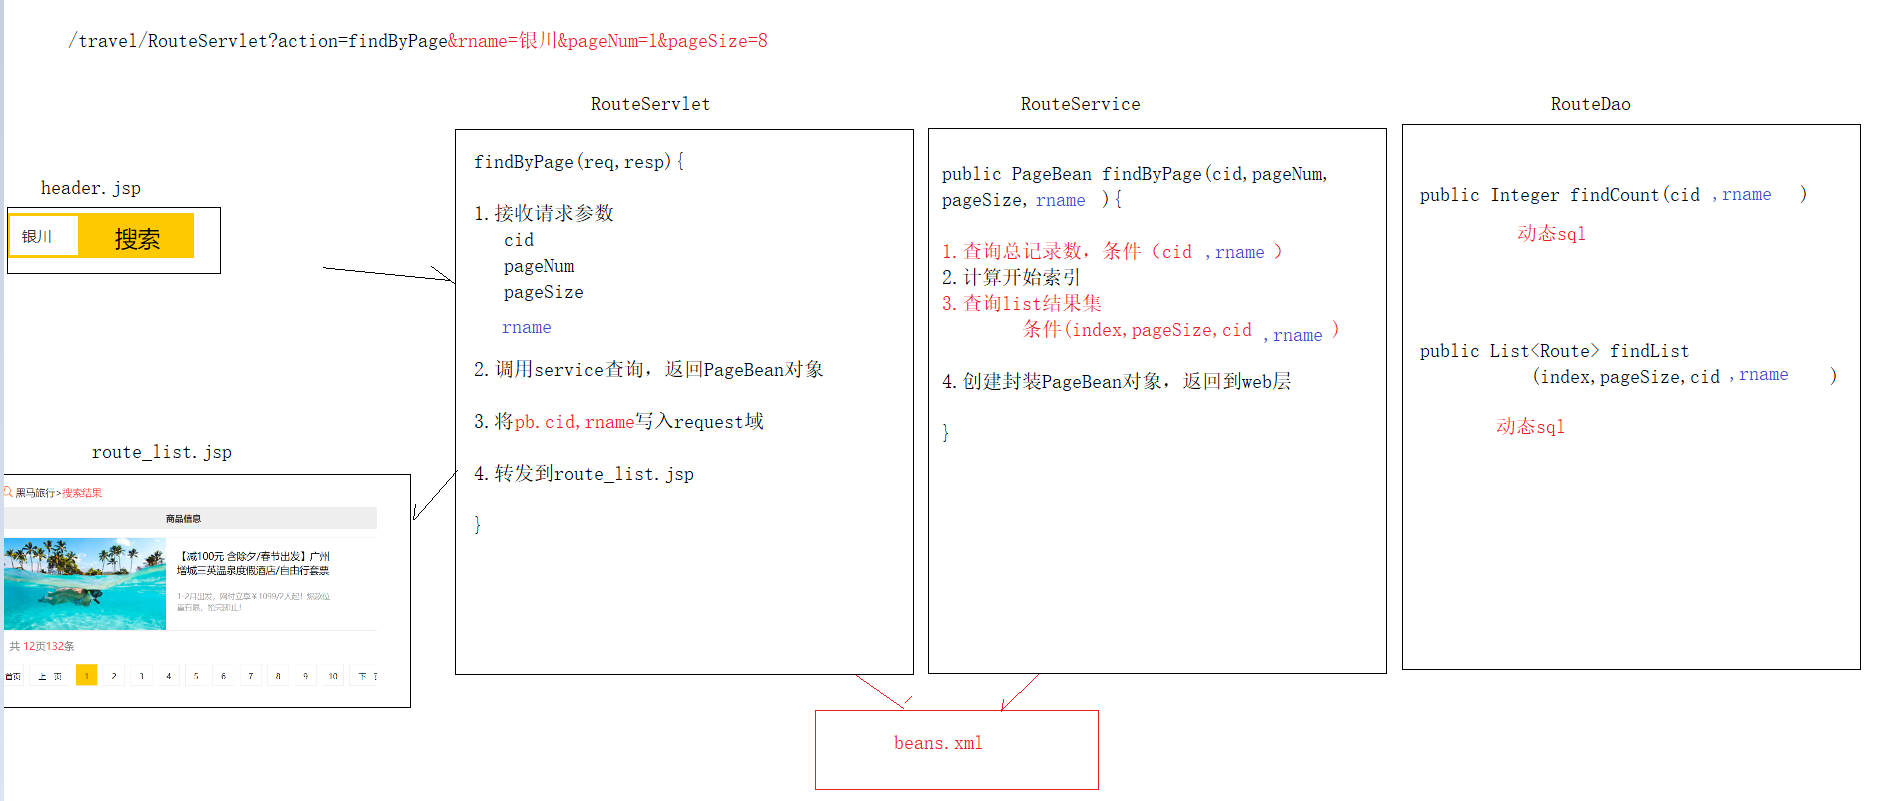 /travel/RouteServlet?action=findByPage&rname=银川&pageNum=1&pageSize=8
header.jsp
银川
搜索
route_list.jsp
黑马旅行>搜索结果
商品信息
【减100元 含除夕/春节出发】广州
增城三英温泉度假酒店/自由行套票
1-2月出发，网付立享￥1099/2人起！爆款位
置有限，抢完即止！
共 12页132条
首页 上 页 1 2 3 4 5 6 7 8 9 10 下
RouteServlet
findByPage(req,resp){
1.接收请求参数
cid
pageNum
pageSize
rname
2.调用service查询，返回PageBean对象
3.将pb.cid,rname写入request域
4.转发到route_list.jsp
}
RouteService
public PageBean findByPage(cid,pageNum,
pageSize,rname ){
1.查询总记录数，条件（cid ,rname ）
2.计算开始索引
3.查询list结果集
条件(index,pageSize,cid ,rname )
4.创建封装PageBean对象，返回到web层
}
RouteDao
public Integer findCount(cid ,rname )
动态sql
public List<Route> findList
(index,pageSize,cid ,rname )
动态sql
beans.xml